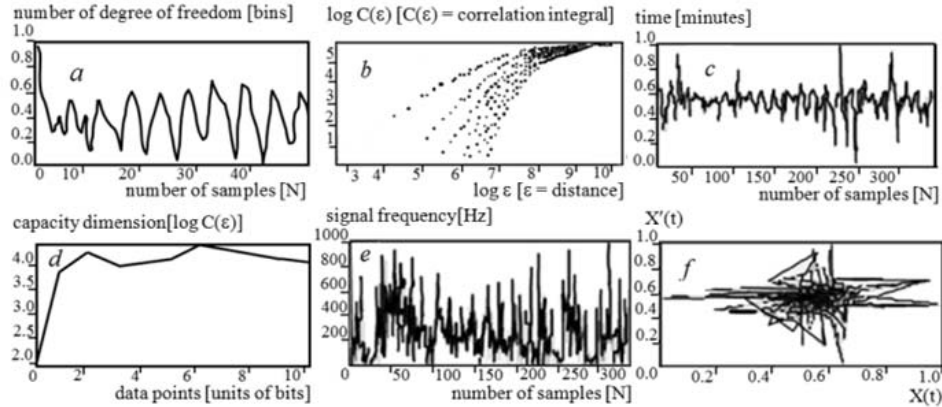 number of degree of freedom [bins]
1.0
0.8
0.6
0.4
0.2
0.0
a
0 10 20 30 40
number of samples [N]
log C(ε) [C(ε) = correlation integral]
5
4
3
2
1
b
3 4 5 6 7 8 9 10
log ε [ε = distance]
time [minutes]
1.0
0.8
0.6
0.4
0.2
0.0
c
50 100 150 200 250 300
number of samples [N]
capacity dimension[log C(ε)]
4.0
3.5
3.0
2.5
2.0
d
0 2 4 6 8 10
data points [units of bits]
signal frequency[Hz]
1000
800
600
400
200
e
0 50 100 150 200 250 300
number of samples [N]
X'(t)
1.0
0.8
0.6
0.4
0.2
0.0
f
0.2 0.4 0.6 0.8 1.0
X(t)